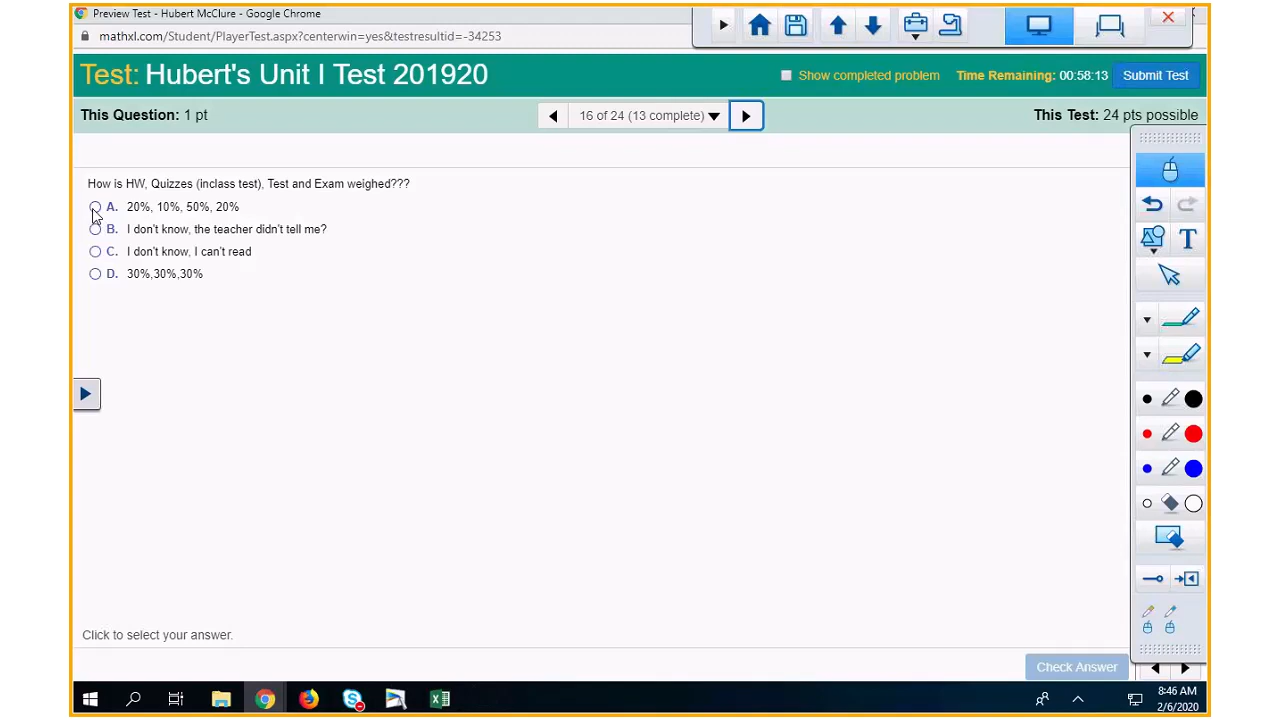 Preview Test - Hubert McClure - Google Chrome
mathxl.com/Student/PlayerTest.aspx?centerwin=yes&testresultid=-34253
Test: Hubert's Unit I Test 201920
Show completed problem
Time Remaining: 00:58:13
Submit Test
This Question: 1 pt
16 of 24 (13 complete)
This Test: 24 pts possible
How is HW, Quizzes (inclass test), Test and Exam weighed???
A. 20%, 10%, 50%, 20%
B. I don't know, the teacher didn't tell me?
C. I don't know, I can't read
D. 30%,30%,30%
T
Click to select your answer.
Check Answer
8:46 AM
2/6/2020